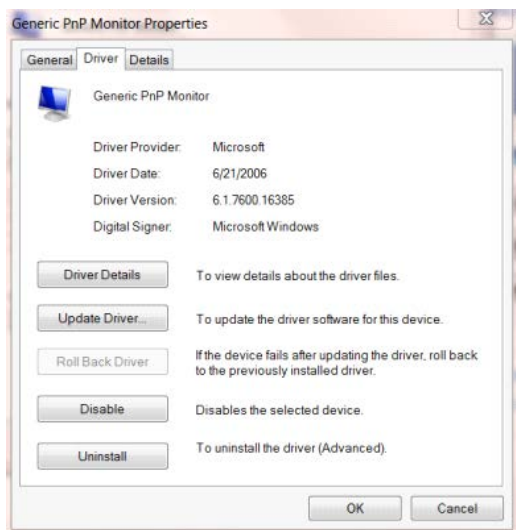 Generic PnP Monitor Properties
General Driver Details
Generic PnP Monitor
Driver Provider: Microsoft
Driver Date: 6/21/2006
Driver Version: 6.1.7600.16385
Digital Signer: Microsoft Windows
Driver Details To view details about the driver files.
Update Driver... To update the driver software for this device.
Roll Back Driver If the device fails after updating the driver, roll back
to the previously installed driver.
Disable Disables the selected device.
Uninstall To uninstall the driver (Advanced).
OK Cancel